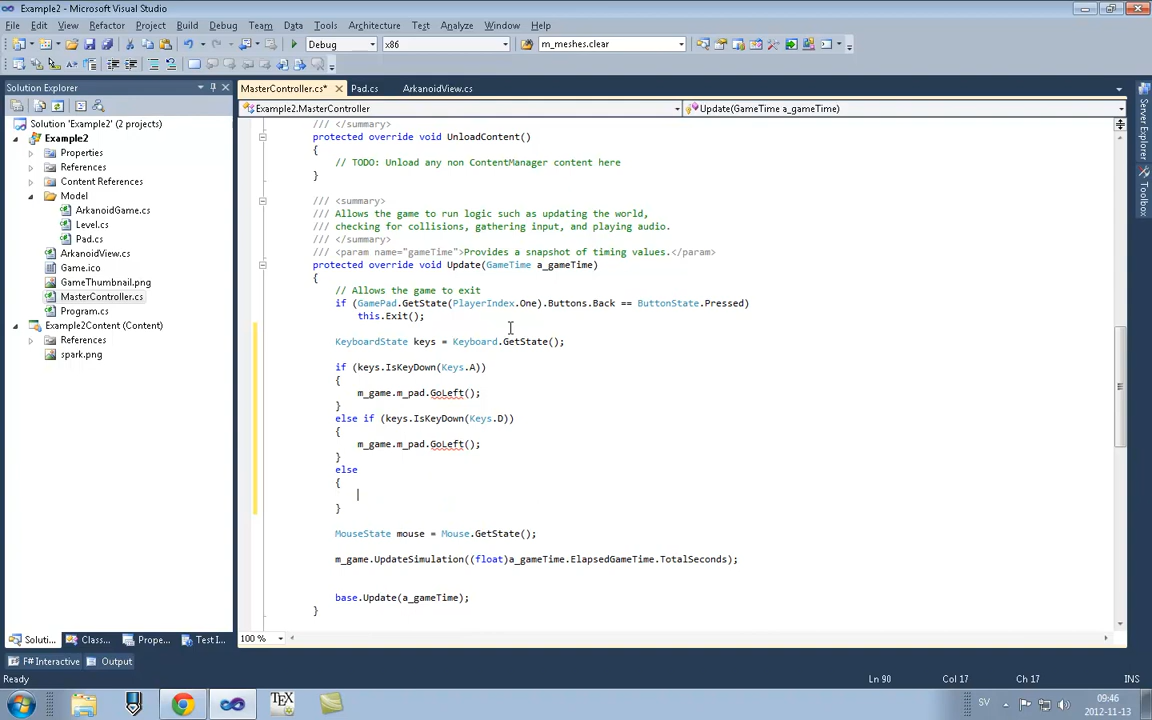 Example2 - Microsoft Visual Studio
File Edit View Refactor Project Build Debug Team Data Tools Architecture Test Analyze Window Help
Debug x86 m_meshes.clear
Solution Explorer
MasterController.cs* Pad.cs ArkanoidView.cs
Example2.MasterController Update(GameTime a_gameTime)
Solution 'Example2' (2 projects)
Example2
Properties
References
Content References
Model
ArkanoidGame.cs
Level.cs
Pad.cs
ArkanoidView.cs
Game.ico
GameThumbnail.png
MasterController.cs
Program.cs
Example2Content (Content)
References
spark.png
/// </summary>
protected override void UnloadContent()
{
// TODO: Unload any non ContentManager content here
}
/// <summary>
/// Allows the game to run logic such as updating the world,
/// checking for collisions, gathering input, and playing audio.
/// </summary>
/// <param name="gameTime">Provides a snapshot of timing values.</param>
protected override void Update(GameTime a_gameTime)
{
// Allows the game to exit
if (GamePad.GetState(PlayerIndex.One).Buttons.Back == ButtonState.Pressed)
this.Exit();
KeyboardState keys = Keyboard.GetState();
if (keys.IsKeyDown(Keys.A))
{
m_game.m_pad.GoLeft();
}
else if (keys.IsKeyDown(Keys.D))
{
m_game.m_pad.GoLeft();
}
else
{
}
MouseState mouse = Mouse.GetState();
m_game.UpdateSimulation((float)a_gameTime.ElapsedGameTime.TotalSeconds);
base.Update(a_gameTime);
}
Server Explorer
Toolbox
100 %
Soluti... Class... Prope... Test I...
F# Interactive Output
Ready Ln 90 Col 17 Ch 17 INS
TEX SV 09:46
2012-11-13